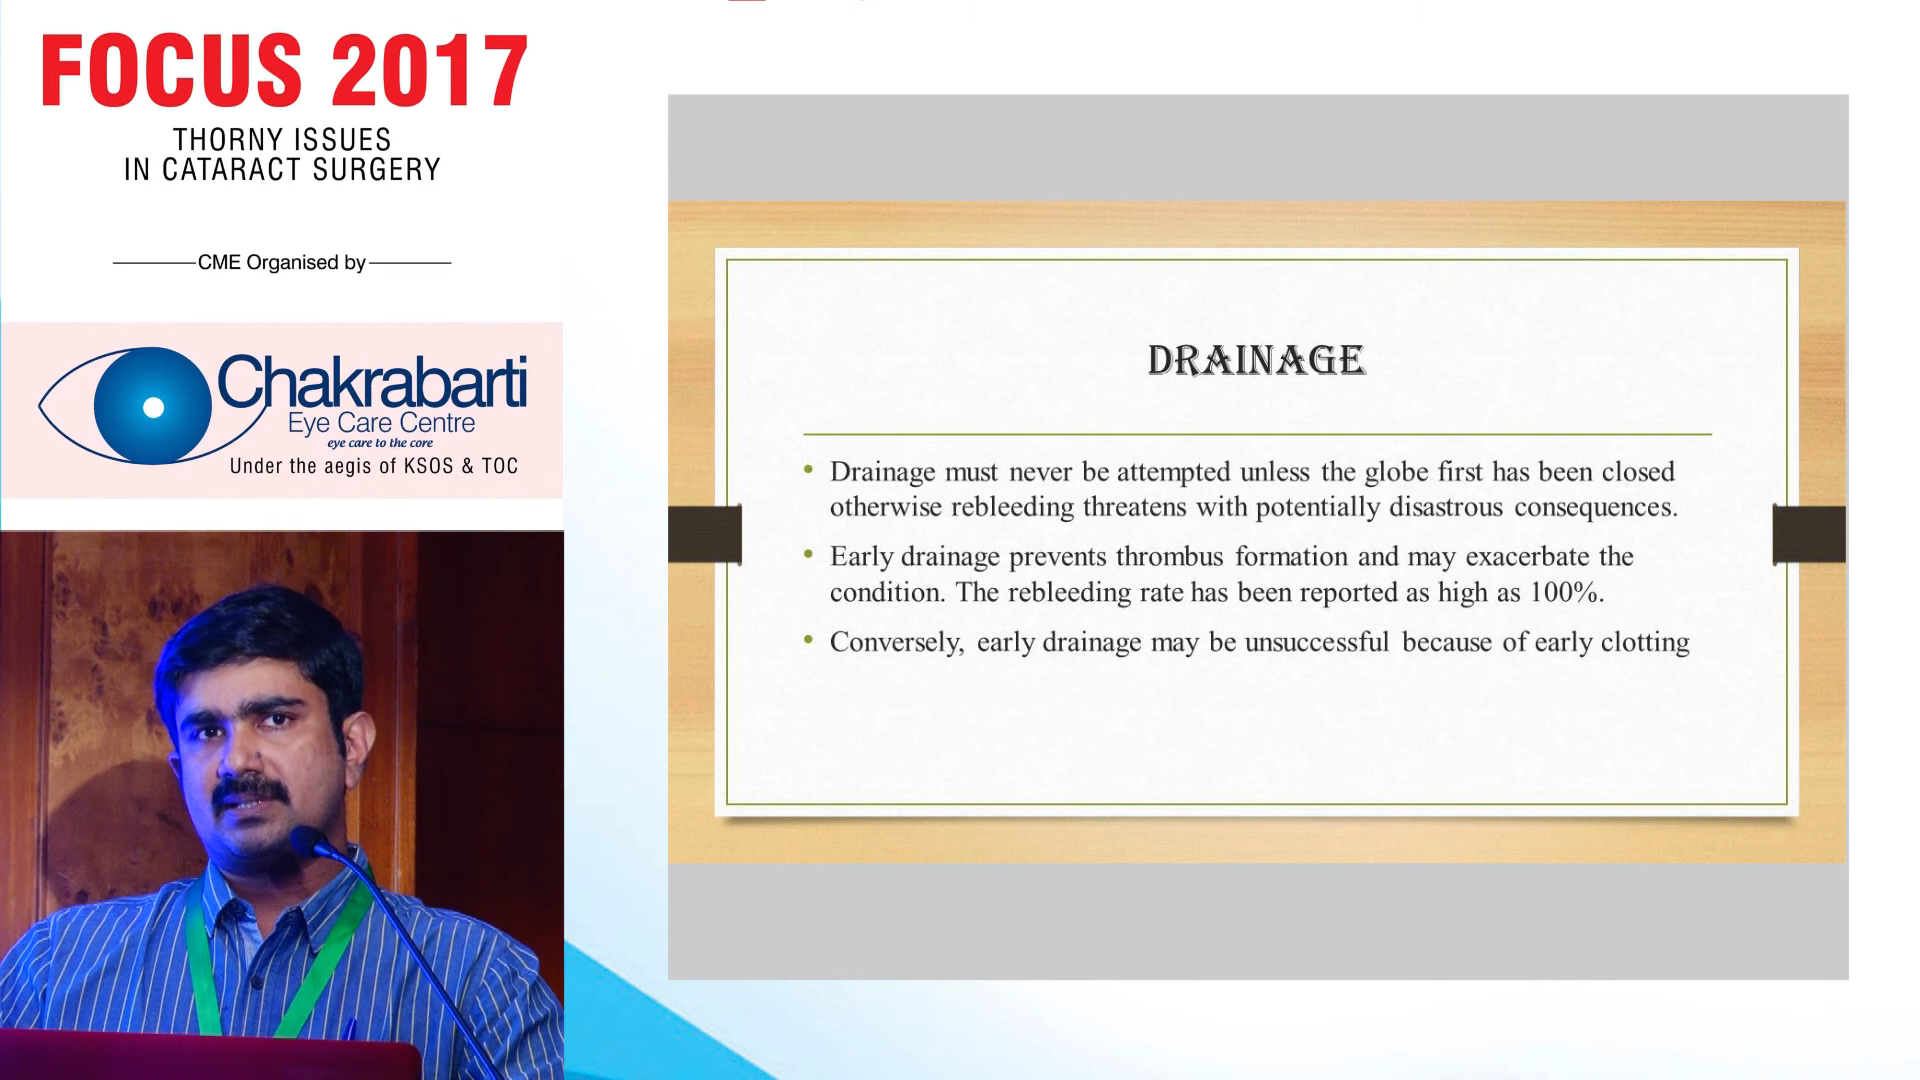 FOCUS 2017
THORNY ISSUES
IN CATARACT SURGERY
CME Organised by
Chakrabarti
Eye Care Centre
eye care to the core
Under the aegis of KSOS & TOC
DRAINAGE
• Drainage must never be attempted unless the globe first has been closed
otherwise rebleeding threatens with potentially disastrous consequences.
• Early drainage prevents thrombus formation and may exacerbate the
condition. The rebleeding rate has been reported as high as 100%.
• Conversely, early drainage may be unsuccessful because of early clotting